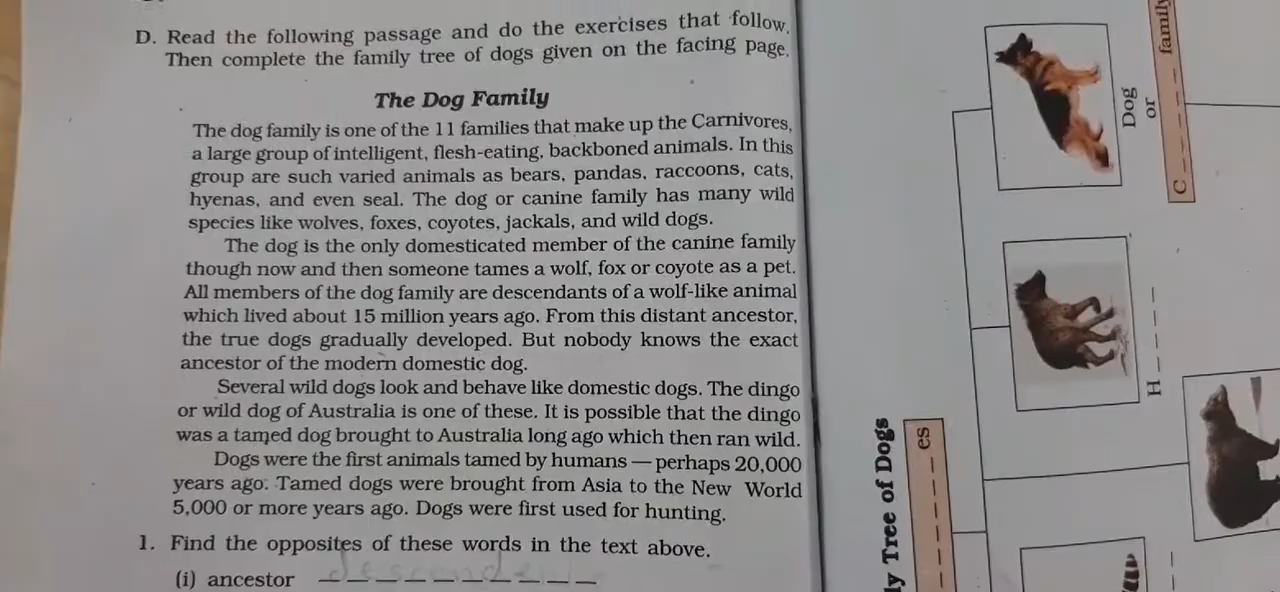 D. Read the following passage and do the exercises that follow.
Then complete the family tree of dogs given on the facing page.
The Dog Family
The dog family is one of the 11 families that make up the Carnivores,
a large group of intelligent, flesh-eating, backboned animals. In this
group are such varied animals as bears, pandas, raccoons, cats,
hyenas, and even seal. The dog or canine family has many wild
species like wolves, foxes, coyotes, jackals, and wild dogs.
The dog is the only domesticated member of the canine family
though now and then someone tames a wolf, fox or coyote as a pet.
All members of the dog family are descendants of a wolf-like animal
which lived about 15 million years ago. From this distant ancestor,
the true dogs gradually developed. But nobody knows the exact
ancestor of the modern domestic dog.
Several wild dogs look and behave like domestic dogs. The dingo
or wild dog of Australia is one of these. It is possible that the dingo
was a tamed dog brought to Australia long ago which then ran wild.
Dogs were the first animals tamed by humans — perhaps 20,000
years ago. Tamed dogs were brought from Asia to the New World
5,000 or more years ago. Dogs were first used for hunting.
1. Find the opposites of these words in the text above.
(i) ancestor _ _ _ _ _ _ _ _ _ _
ly Tree of Dogs
_ _ _ _ _ _ es
Dog
or
C _ _ _ _ _ family
H _ _ _ _